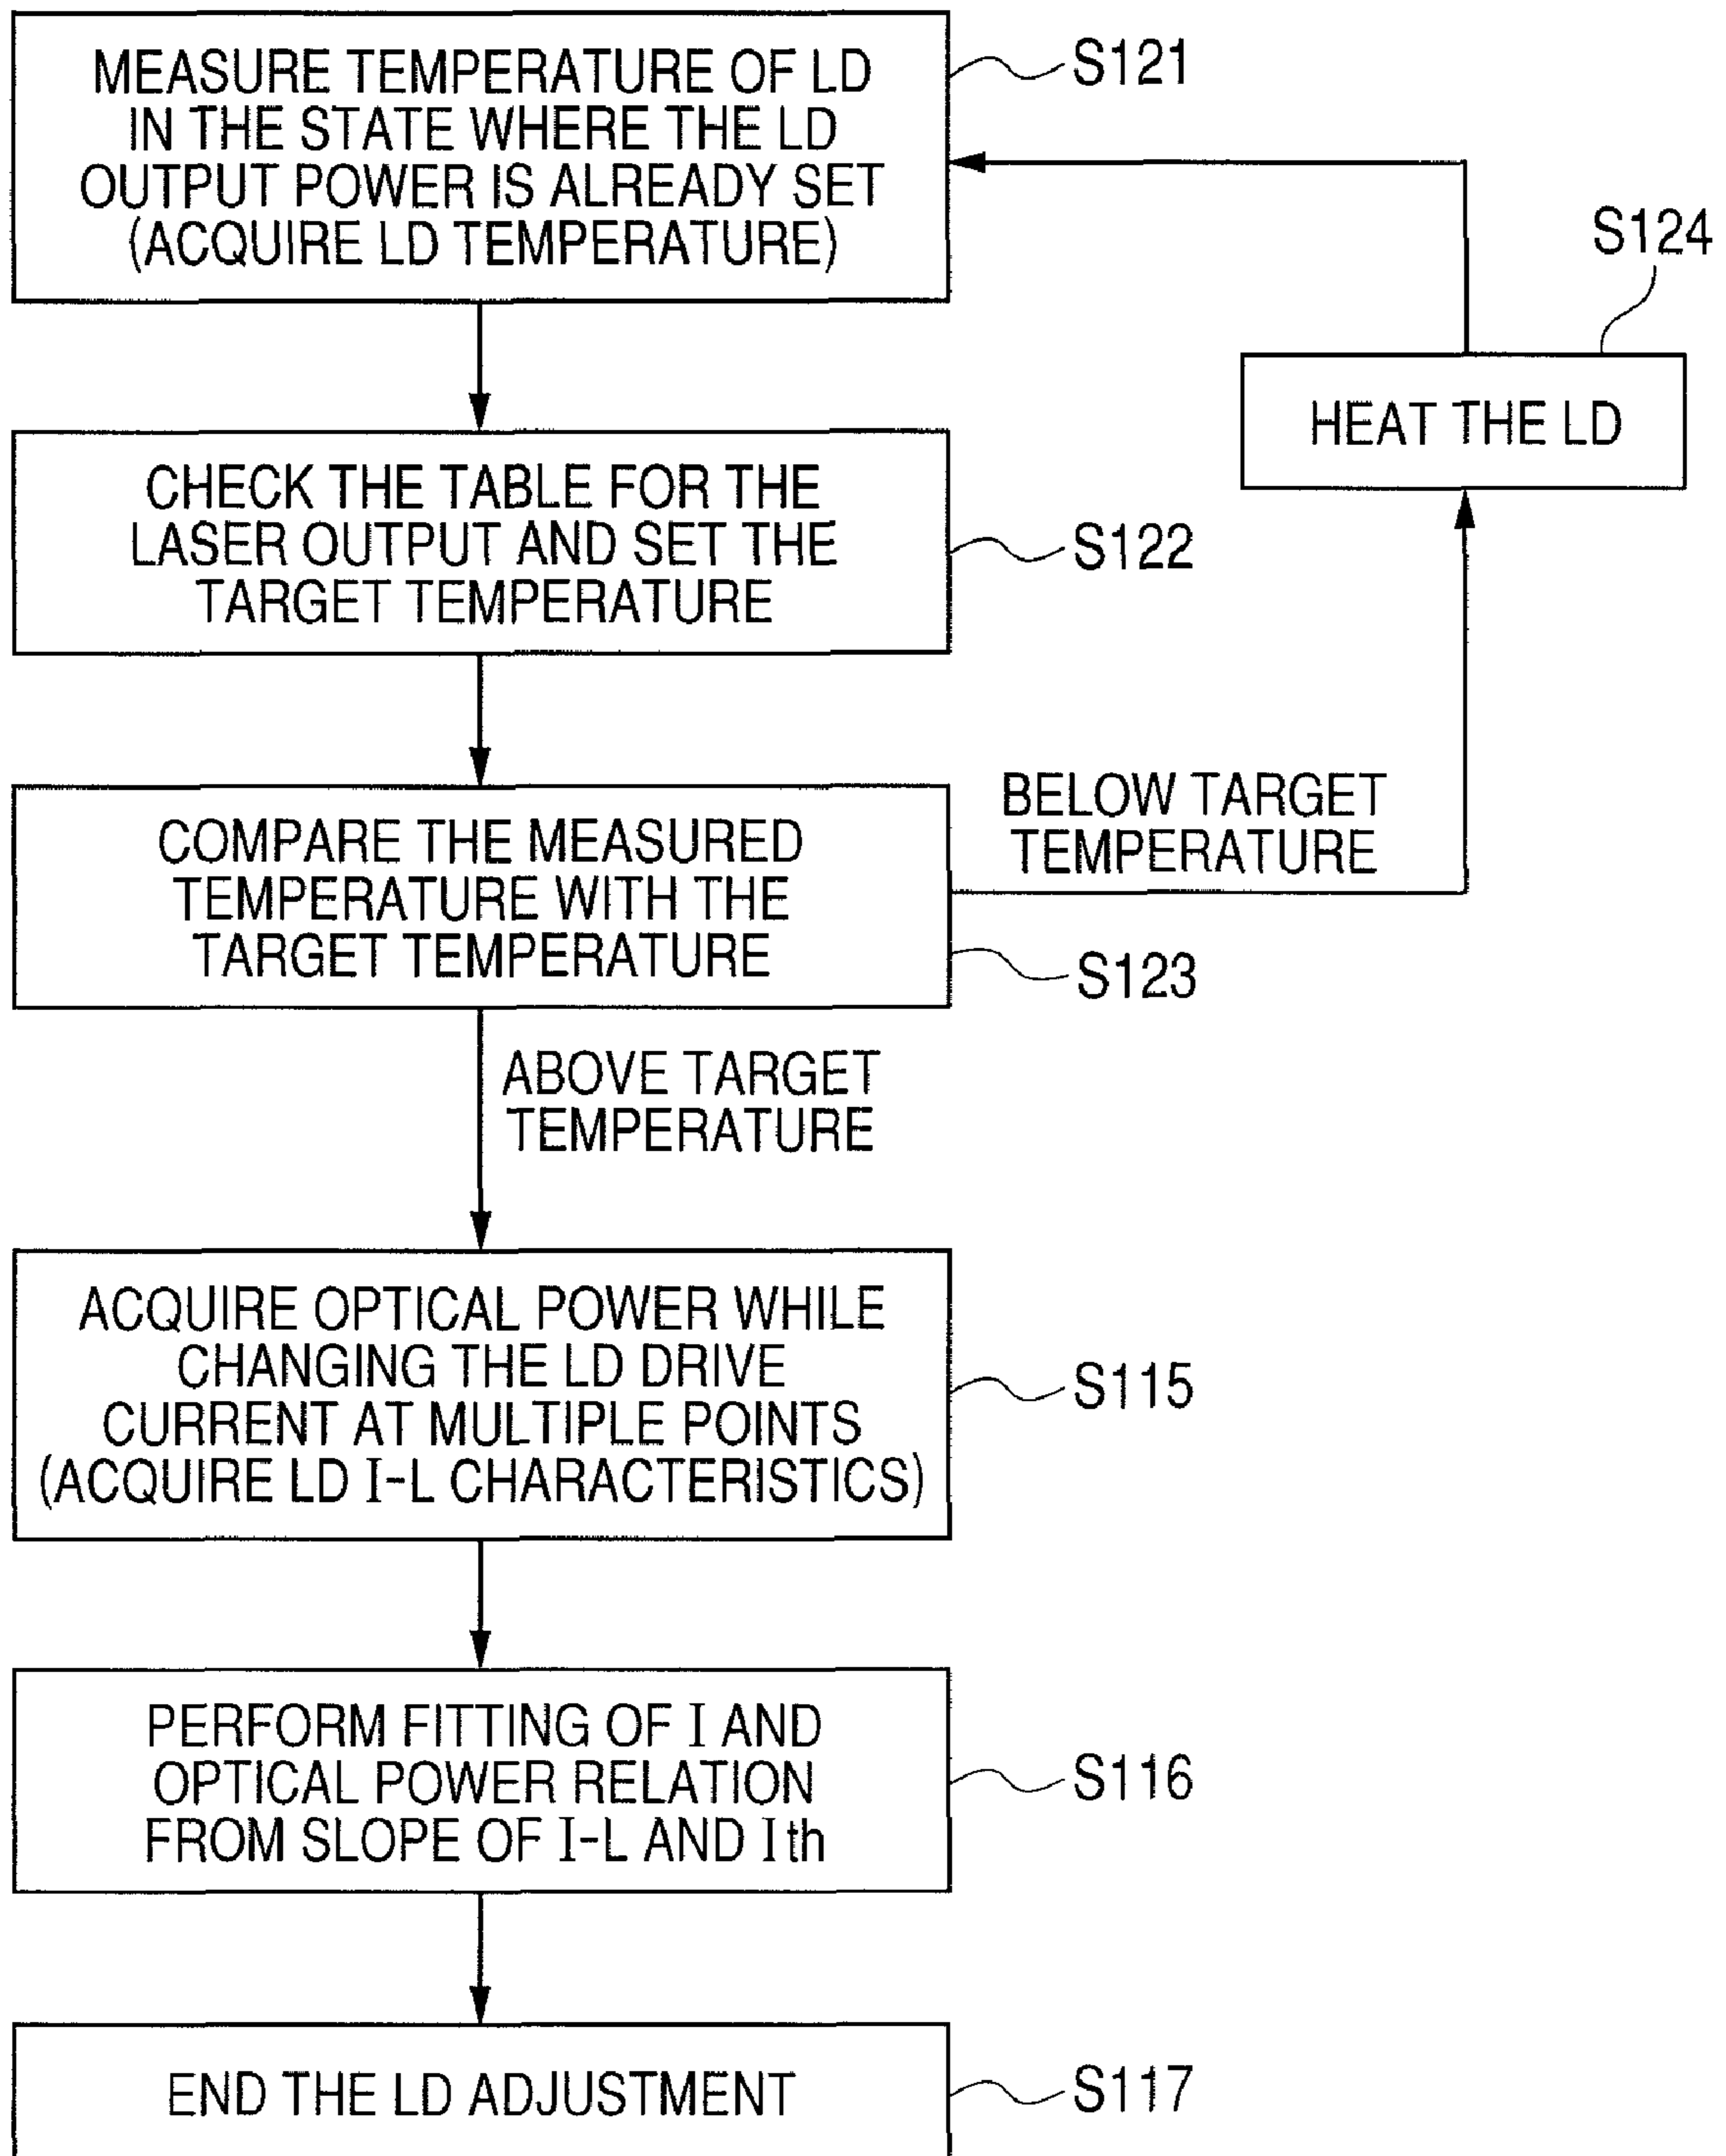 MEASURE TEMPERATURE OF LD
IN THE STATE WHERE THE LD
OUTPUT POWER IS ALREADY SET
(ACQUIRE LD TEMPERATURE)
S121
S124
HEAT THE LD
CHECK THE TABLE FOR THE
LASER OUTPUT AND SET THE
TARGET TEMPERATURE
S122
COMPARE THE MEASURED
TEMPERATURE WITH THE
TARGET TEMPERATURE
S123
BELOW TARGET
TEMPERATURE
ABOVE TARGET
TEMPERATURE
ACQUIRE OPTICAL POWER WHILE
CHANGING THE LD DRIVE
CURRENT AT MULTIPLE POINTS
(ACQUIRE LD I-L CHARACTERISTICS)
S115
PERFORM FITTING OF I AND
OPTICAL POWER RELATION
FROM SLOPE OF I-L AND Ith
S116
END THE LD ADJUSTMENT
S117